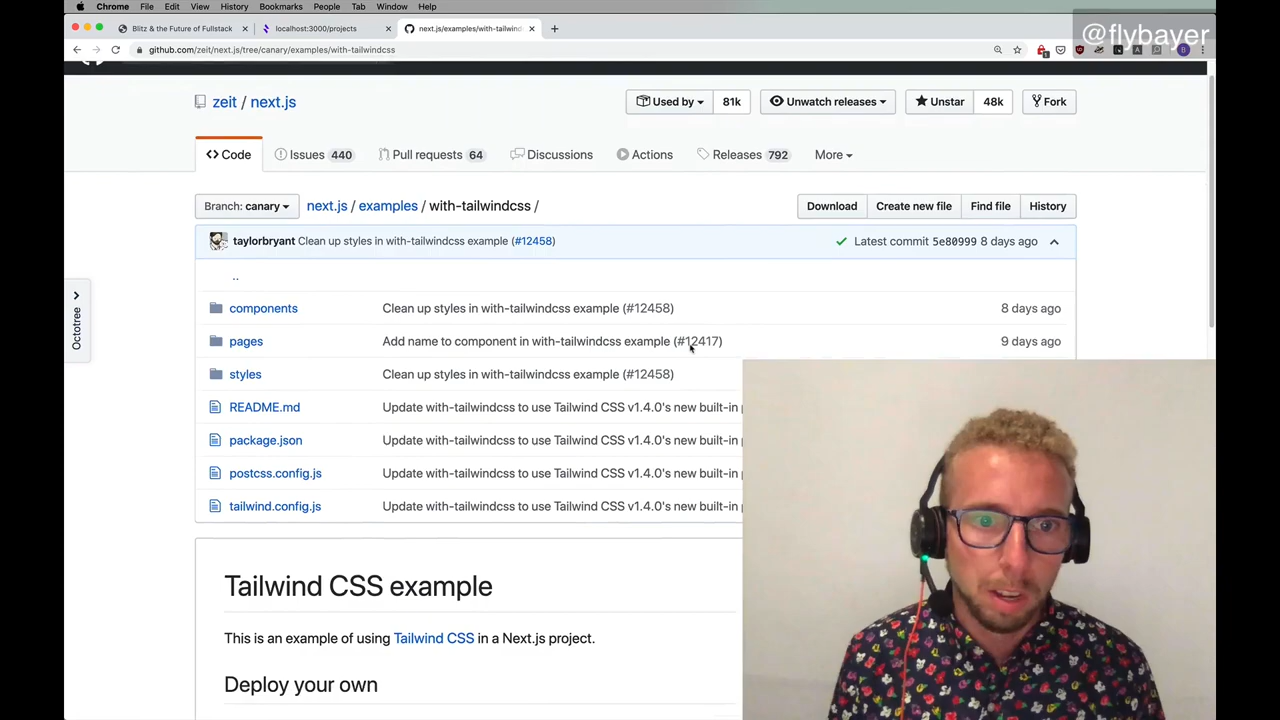 Chrome File Edit View History Bookmarks People Tab Window Help
Blitz & the Future of Fullstack
localhost:3000/projects
next.js/examples/with-tailwind
@flybayer
github.com/zeit/next.js/tree/canary/examples/with-tailwindcss
zeit / next.js
Used by 81k Unwatch releases Unstar 48k Fork
Code Issues 440 Pull requests 64 Discussions Actions Releases 792 More
Branch: canary next.js / examples / with-tailwindcss / Download Create new file Find file History
taylorbryant Clean up styles in with-tailwindcss example (#12458) Latest commit 5e80999 8 days ago
..
components Clean up styles in with-tailwindcss example (#12458) 8 days ago
pages Add name to component in with-tailwindcss example (#12417) 9 days ago
styles Clean up styles in with-tailwindcss example (#12458)
README.md Update with-tailwindcss to use Tailwind CSS v1.4.0's new built-in
package.json Update with-tailwindcss to use Tailwind CSS v1.4.0's new built-in
postcss.config.js Update with-tailwindcss to use Tailwind CSS v1.4.0's new built-in
tailwind.config.js Update with-tailwindcss to use Tailwind CSS v1.4.0's new built-in
Octotree
Tailwind CSS example
This is an example of using Tailwind CSS in a Next.js project.
Deploy your own